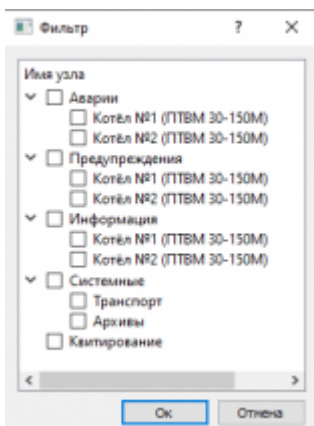 Фильтр
Имя узла
Аварии
Котёл №1 (ПТВМ 30-150М)
Котёл №2 (ПТВМ 30-150М)
Предупреждения
Котёл №1 (ПТВМ 30-150М)
Котёл №2 (ПТВМ 30-150М)
Информация
Котёл №1 (ПТВМ 30-150М)
Котёл №2 (ПТВМ 30-150М)
Системные
Транспорт
Архивы
Квитирование
Ок Отмена